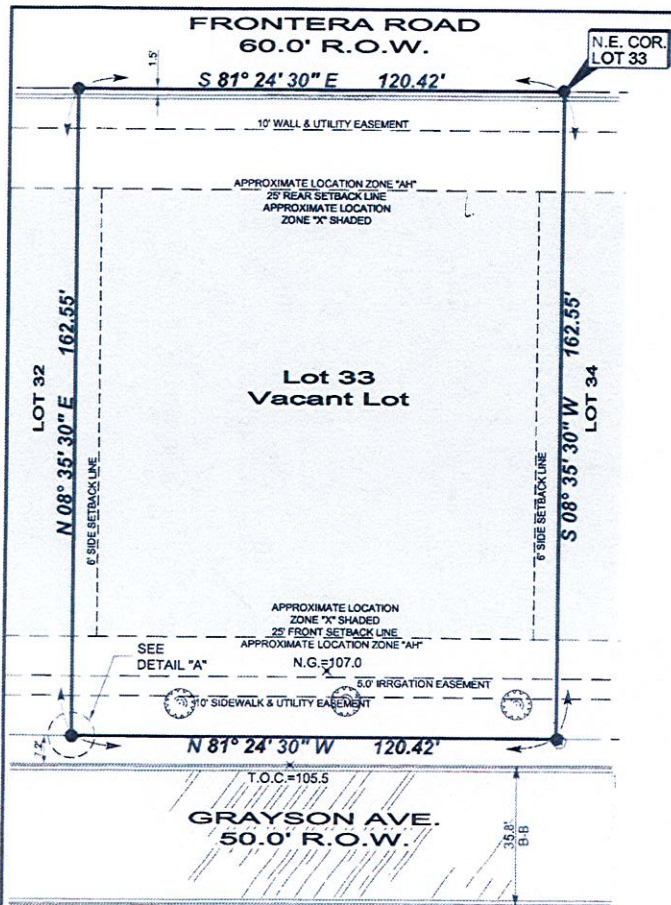 FRONTERA ROAD
60.0' R.O.W.
N.E. COR.
LOT 33
1.5'
S 81° 24' 30" E 120.42'
10' WALL & UTILITY EASEMENT
APPROXIMATE LOCATION ZONE "AH"
25' REAR SETBACK LINE
APPROXIMATE LOCATION
ZONE "X" SHADED
LOT 32
N 08° 35' 30" E 162.55'
6' SIDE SETBACK LINE
Lot 33
Vacant Lot
6' SIDE SETBACK LINE
S 08° 35' 30" W 162.55'
LOT 34
APPROXIMATE LOCATION
ZONE "X" SHADED
25' FRONT SETBACK LINE
APPROXIMATE LOCATION ZONE "AH"
SEE
DETAIL "A"
N.G.=107.0
5.0' IRRGATION EASEMENT
10' SIDEWALK & UTILITY EASEMENT
N 81° 24' 30" W 120.42'
T.O.C.=105.5
GRAYSON AVE.
50.0' R.O.W.
35.8'
B-B